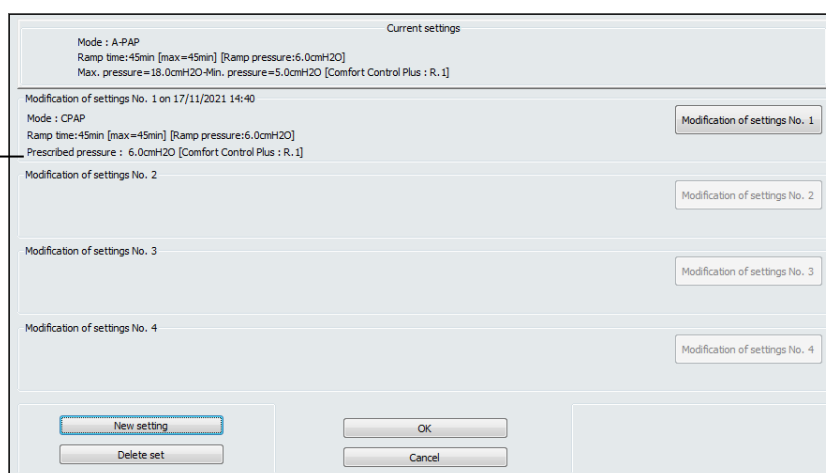 Current settings
Mode : A-PAP
Ramp time:45min [max=45min] [Ramp pressure:6.0cmH2O]
Max. pressure=18.0cmH2O-Min. pressure=5.0cmH2O [Comfort Control Plus : R.1]
Modification of settings No. 1 on 17/11/2021 14:40
Mode : CPAP
Modification of settings No. 1
Ramp time:45min [max=45min] [Ramp pressure:6.0cmH2O]
Prescribed pressure : 6.0cmH2O [Comfort Control Plus : R.1]
Modification of settings No. 2
Modification of settings No. 2
Modification of settings No. 3
Modification of settings No. 3
Modification of settings No. 4
Modification of settings No. 4
New setting
OK
Delete set
Cancel